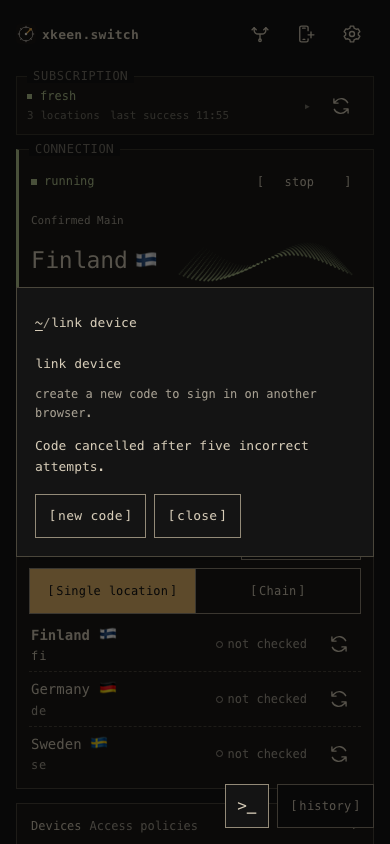 xkeen.switch
SUBSCRIPTION
fresh
3 locations last success 11:55
CONNECTION
running
[ stop ]
Confirmed Main
Finland
~/link device
link device
create a new code to sign in on another
browser.
Code cancelled after five incorrect
attempts.
[new code] [close]
[Single location] [Chain]
Finland
fi
not checked
Germany
de
not checked
Sweden
se
not checked
>_ [history]
Devices Access policies